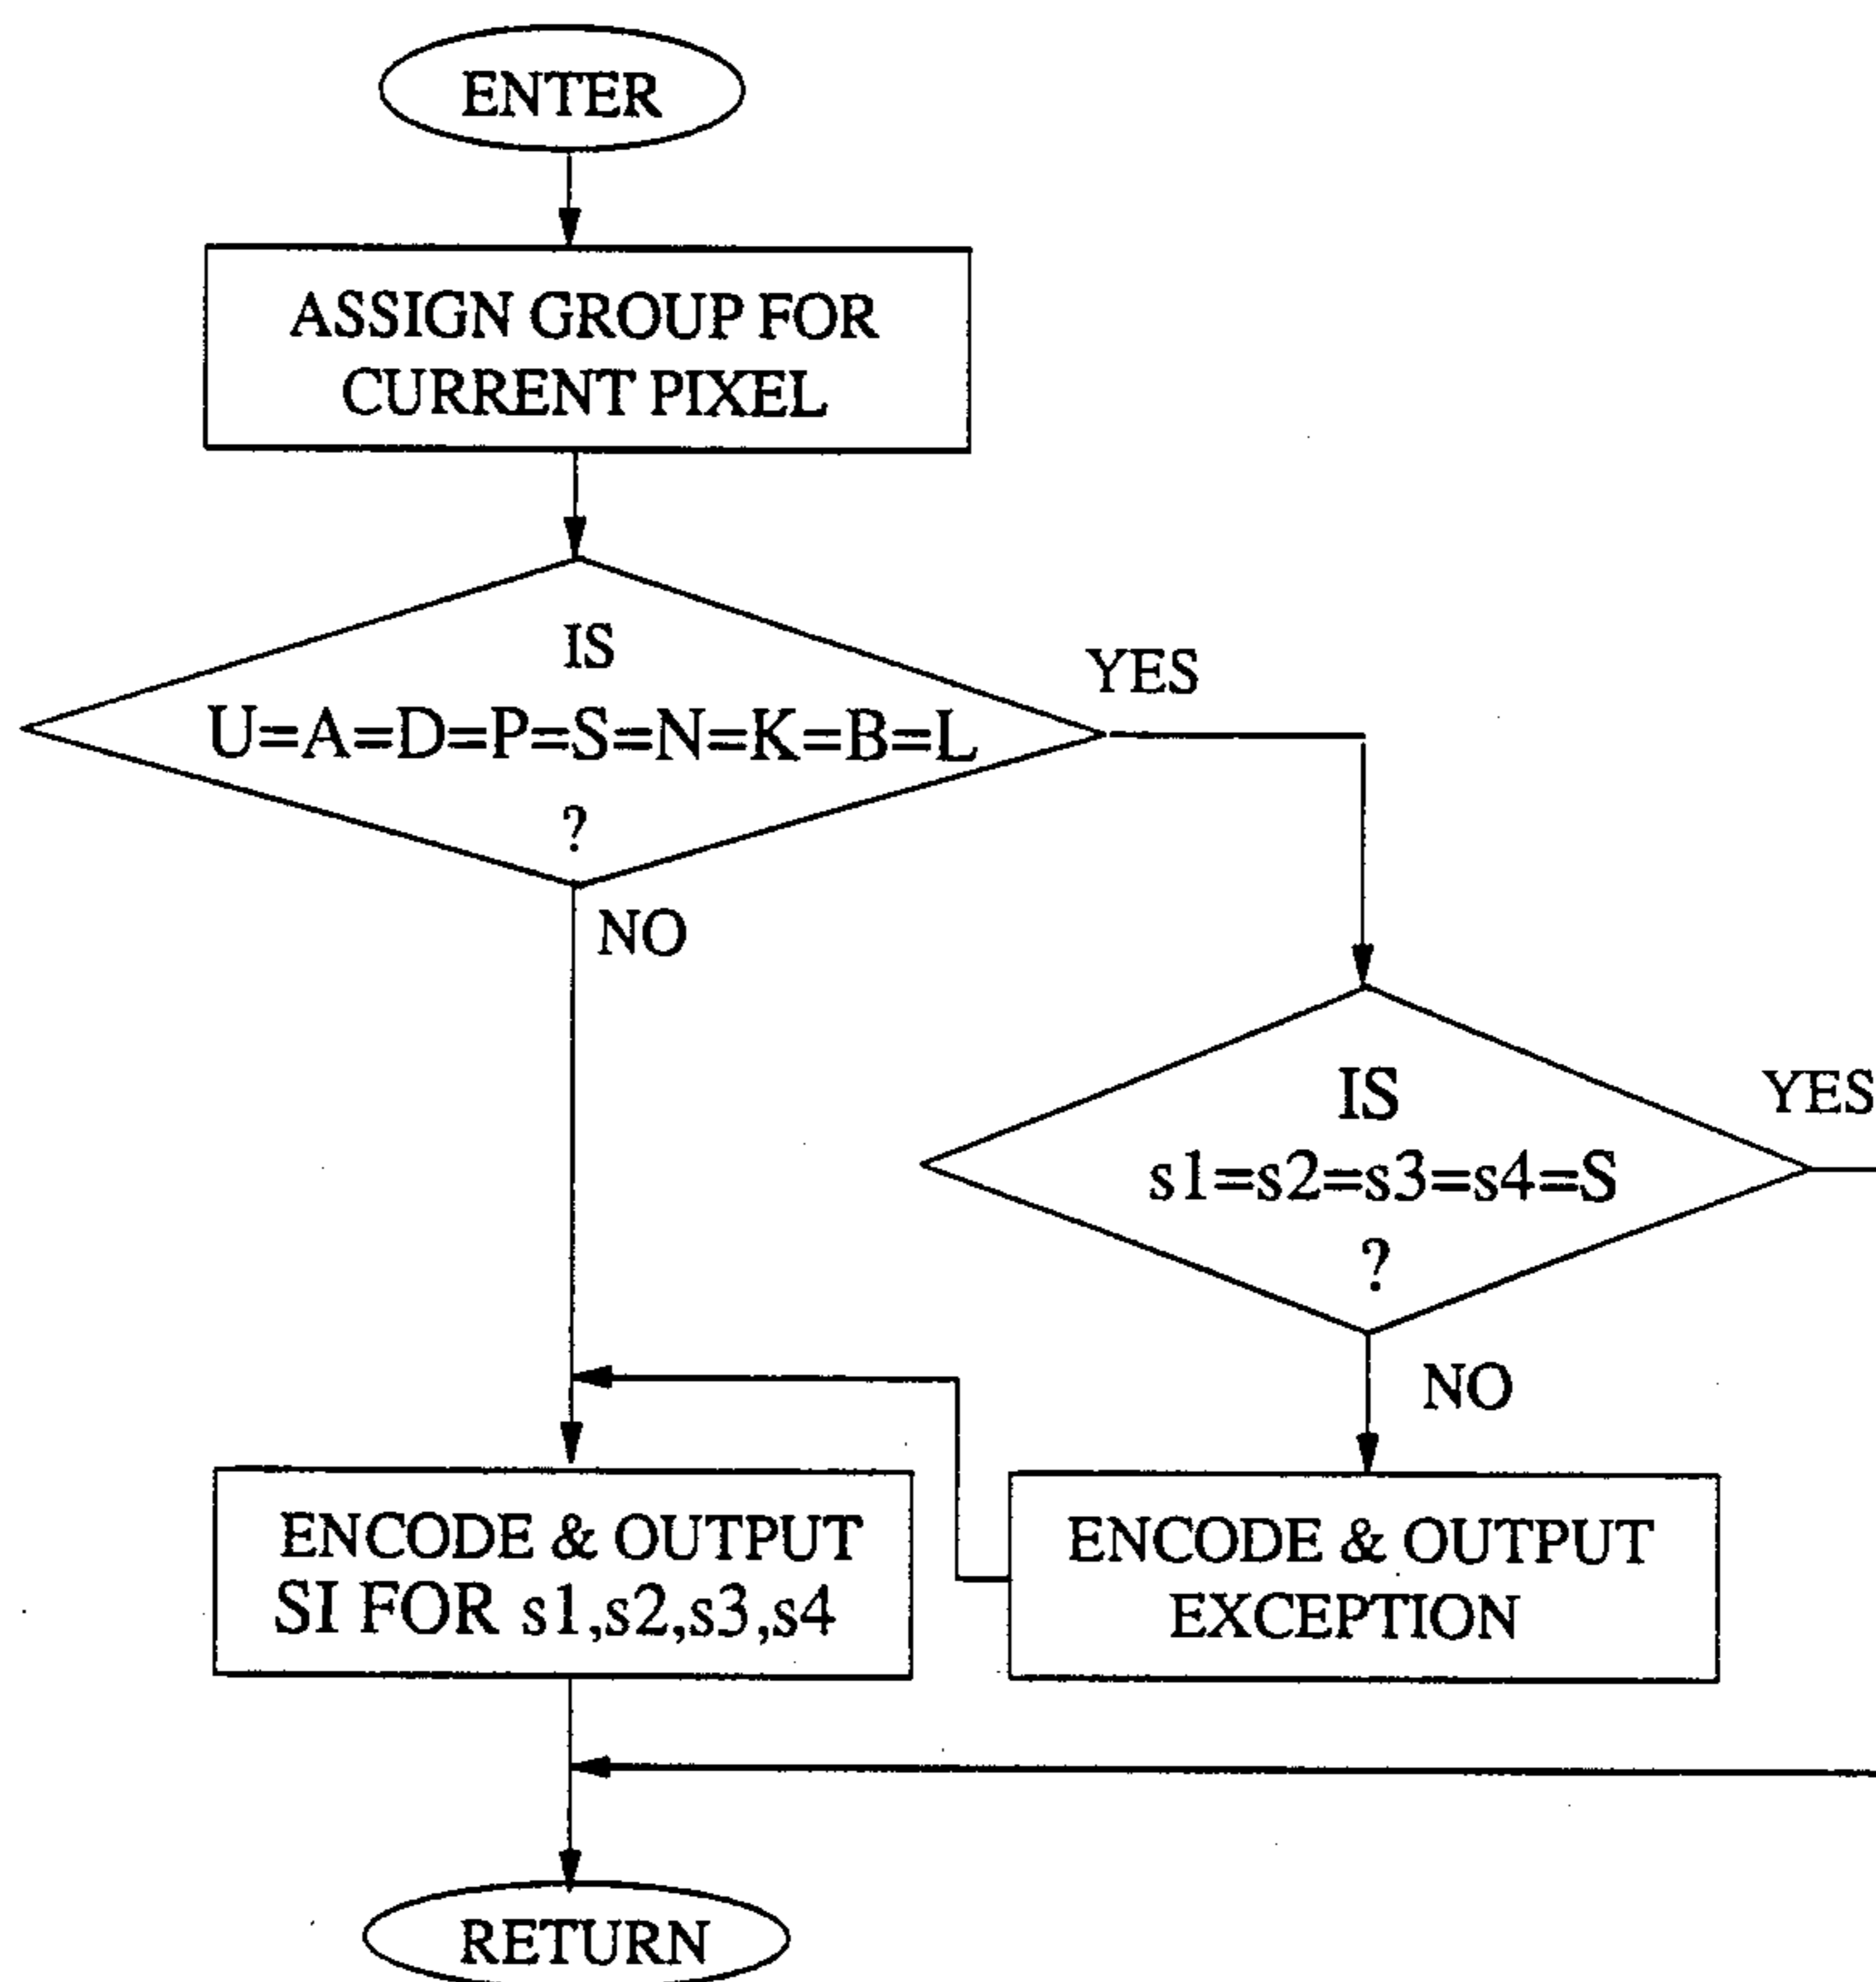 ENTER
ASSIGN GROUP FOR
CURRENT PIXEL
IS
U=A=D=P=S=N=K=B=L
?
YES
NO
IS
s1=s2=s3=s4=S
?
YES
NO
ENCODE & OUTPUT
SI FOR s1,s2,s3,s4
ENCODE & OUTPUT
EXCEPTION
RETURN